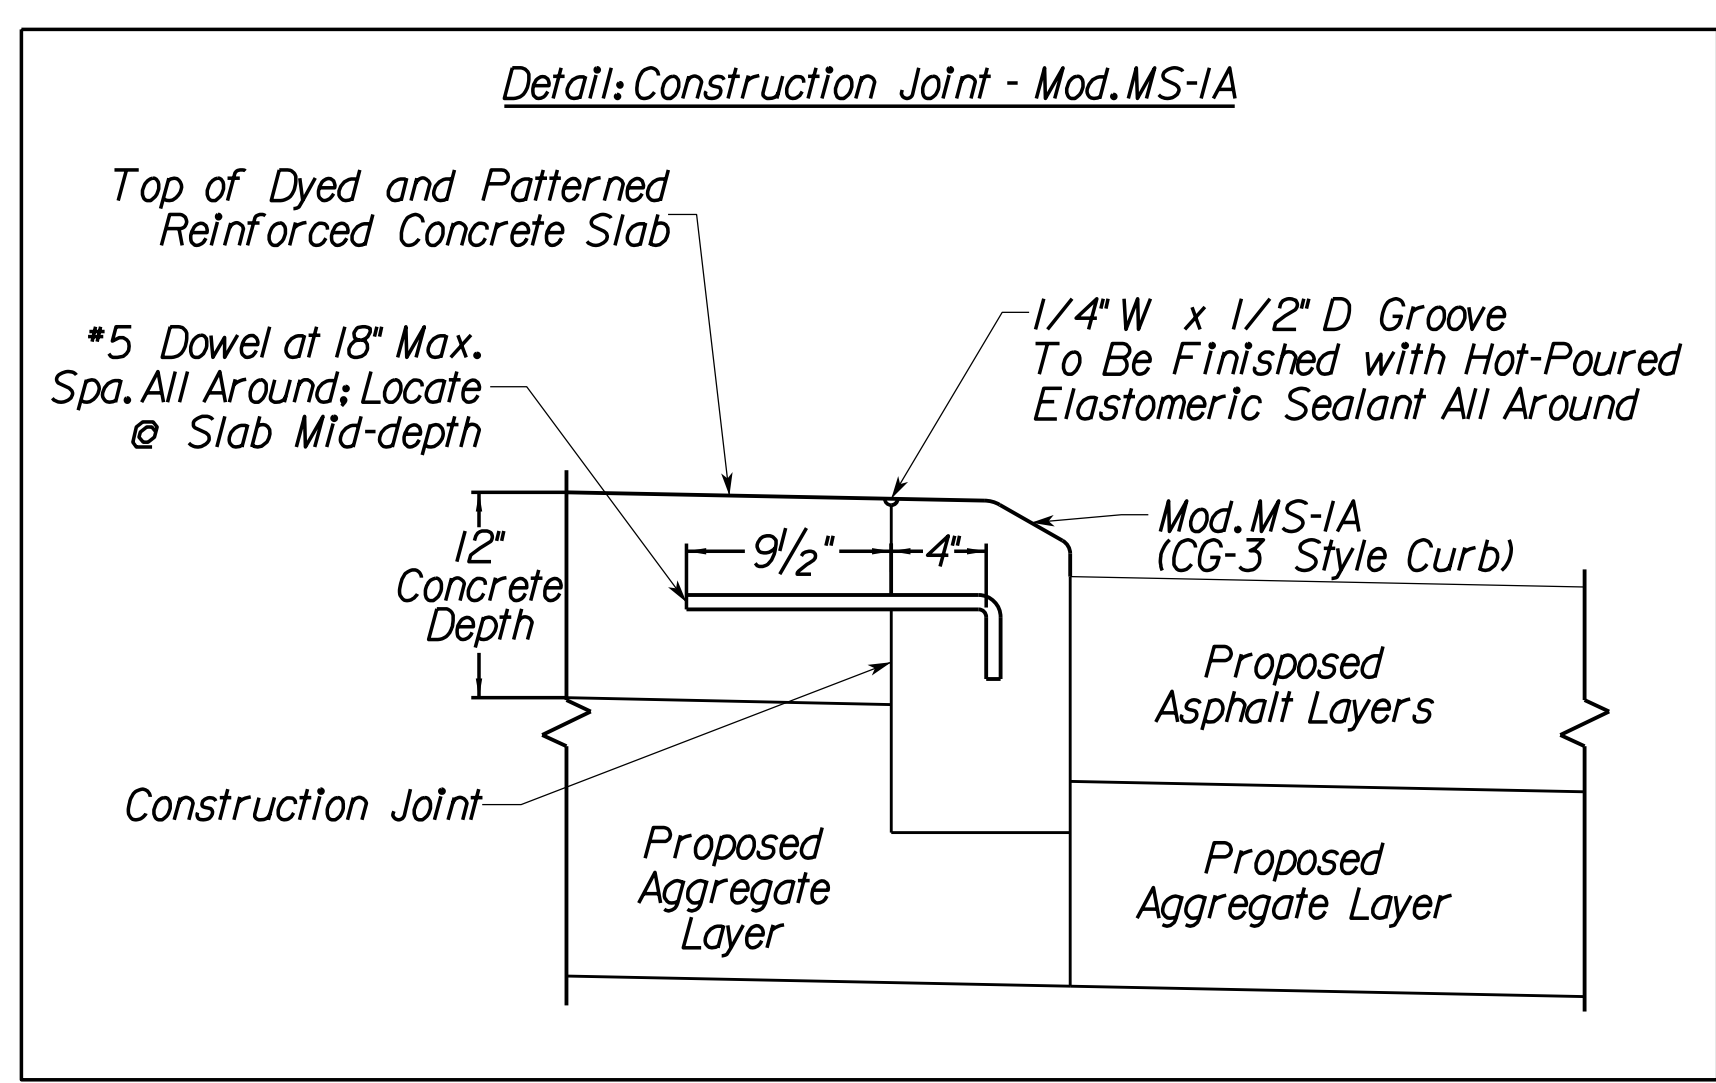 Detail: Construction Joint - Mod. MS-1A
Top of Dyed and Patterned
Reinforced Concrete Slab
#5 Dowel at 18" Max.
Spa. All Around; Locate
@ Slab Mid-depth
1/4" W x 1/2" D Groove
To Be Finished with Hot-Poured
Elastomeric Sealant All Around
Mod. MS-1A
(CG-3 Style Curb)
12"
Concrete
Depth
9 1/2"
4"
Proposed
Asphalt Layers
Construction Joint
Proposed
Aggregate
Layer
Proposed
Aggregate Layer